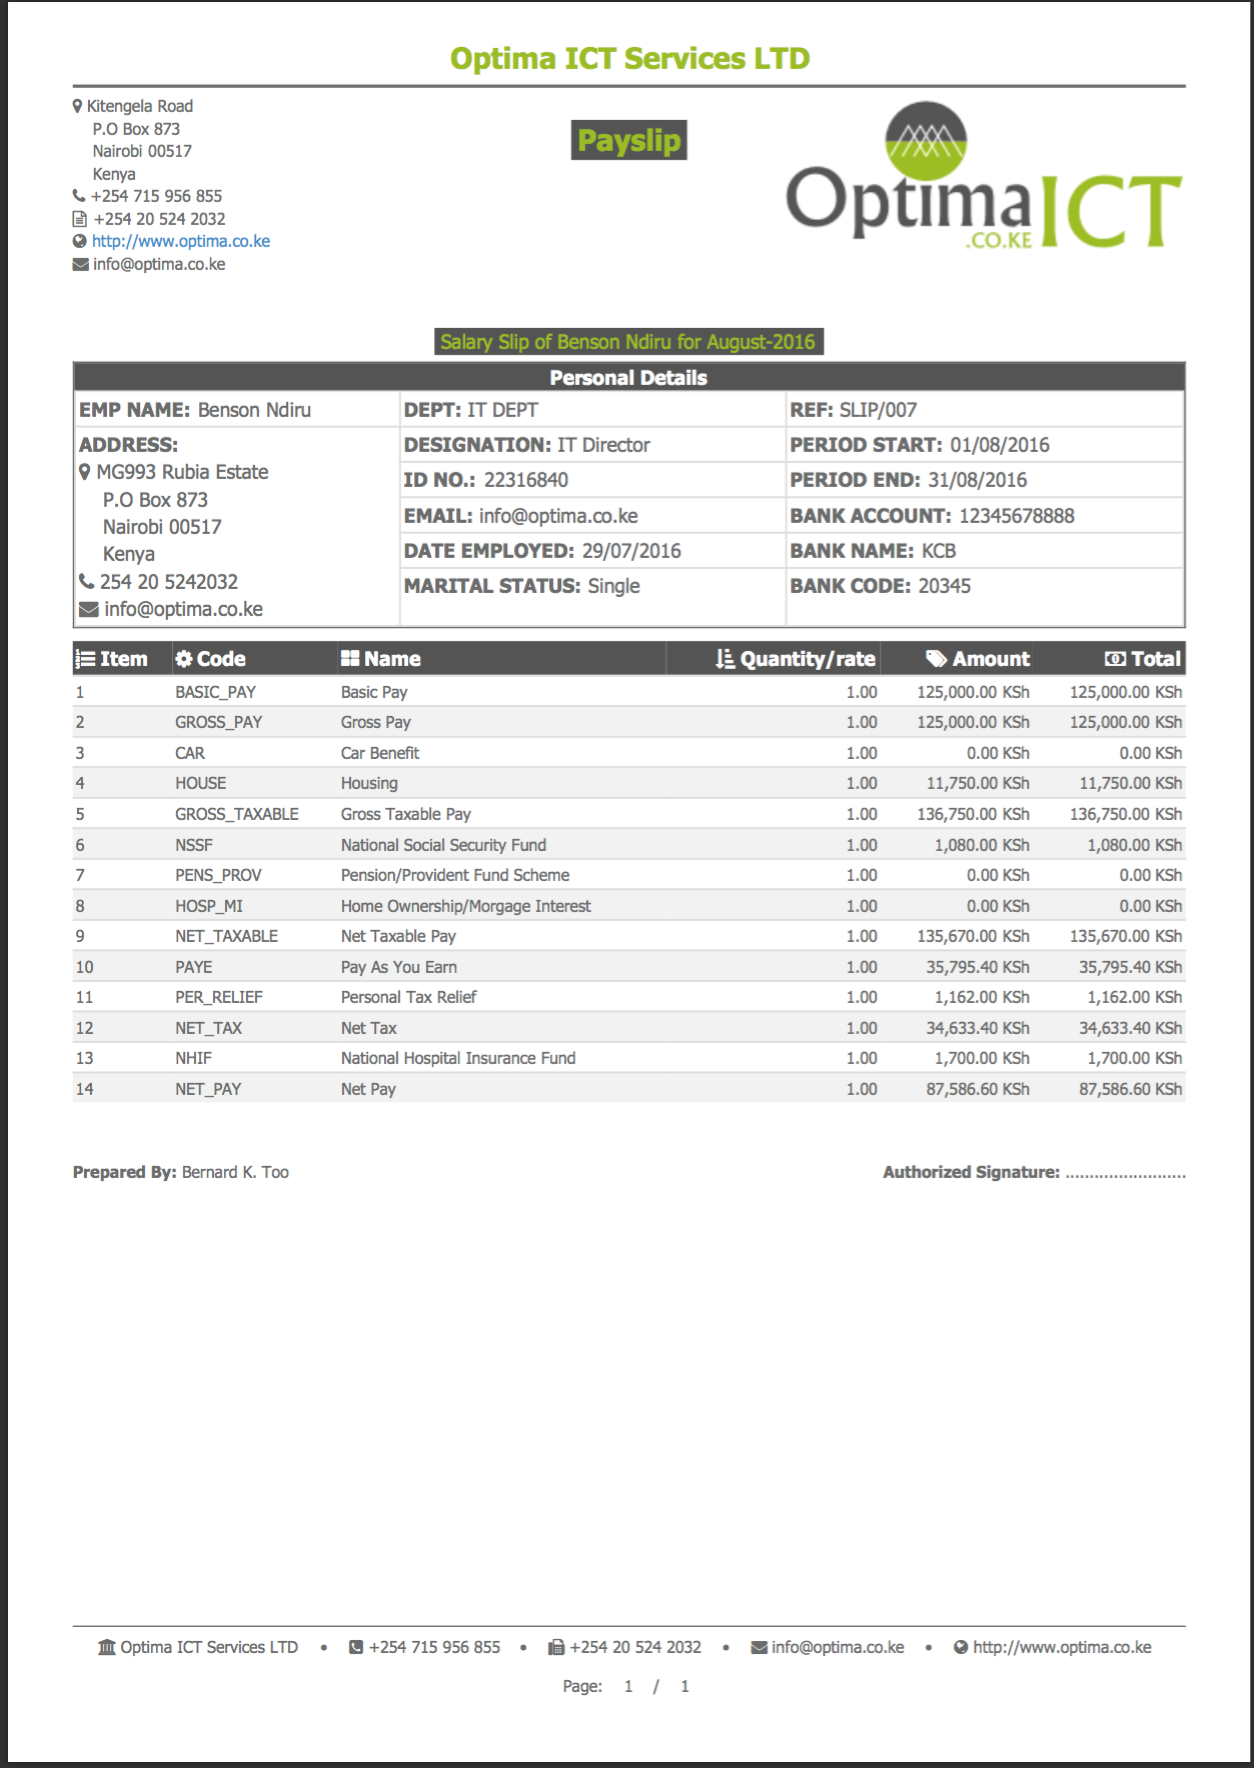 Optima ICT Services LTD
Kitengela Road
P.O Box 873
Nairobi 00517
Kenya
+254 715 956 855
+254 20 524 2032
http://www.optima.co.ke
info@optima.co.ke
Payslip
Optima ICT
.CO.KE
Salary Slip of Benson Ndiru for August-2016
Personal Details
EMP NAME: Benson Ndiru DEPT: IT DEPT REF: SLIP/007
ADDRESS:
MG993 Rubia Estate
P.O Box 873
Nairobi 00517
Kenya
254 20 5242032
info@optima.co.ke
DESIGNATION: IT Director PERIOD START: 01/08/2016
ID NO.: 22316840 PERIOD END: 31/08/2016
EMAIL: info@optima.co.ke BANK ACCOUNT: 12345678888
DATE EMPLOYED: 29/07/2016 BANK NAME: KCB
MARITAL STATUS: Single BANK CODE: 20345
Item Code Name Quantity/rate Amount Total
1 BASIC_PAY Basic Pay 1.00 125,000.00 KSh 125,000.00 KSh
2 GROSS_PAY Gross Pay 1.00 125,000.00 KSh 125,000.00 KSh
3 CAR Car Benefit 1.00 0.00 KSh 0.00 KSh
4 HOUSE Housing 1.00 11,750.00 KSh 11,750.00 KSh
5 GROSS_TAXABLE Gross Taxable Pay 1.00 136,750.00 KSh 136,750.00 KSh
6 NSSF National Social Security Fund 1.00 1,080.00 KSh 1,080.00 KSh
7 PENS_PROV Pension/Provident Fund Scheme 1.00 0.00 KSh 0.00 KSh
8 HOSP_MI Home Ownership/Morgage Interest 1.00 0.00 KSh 0.00 KSh
9 NET_TAXABLE Net Taxable Pay 1.00 135,670.00 KSh 135,670.00 KSh
10 PAYE Pay As You Earn 1.00 35,795.40 KSh 35,795.40 KSh
11 PER_RELIEF Personal Tax Relief 1.00 1,162.00 KSh 1,162.00 KSh
12 NET_TAX Net Tax 1.00 34,633.40 KSh 34,633.40 KSh
13 NHIF National Hospital Insurance Fund 1.00 1,700.00 KSh 1,700.00 KSh
14 NET_PAY Net Pay 1.00 87,586.60 KSh 87,586.60 KSh
Prepared By: Bernard K. Too Authorized Signature: .........................
Optima ICT Services LTD • +254 715 956 855 • +254 20 524 2032 • info@optima.co.ke • http://www.optima.co.ke
Page: 1 / 1